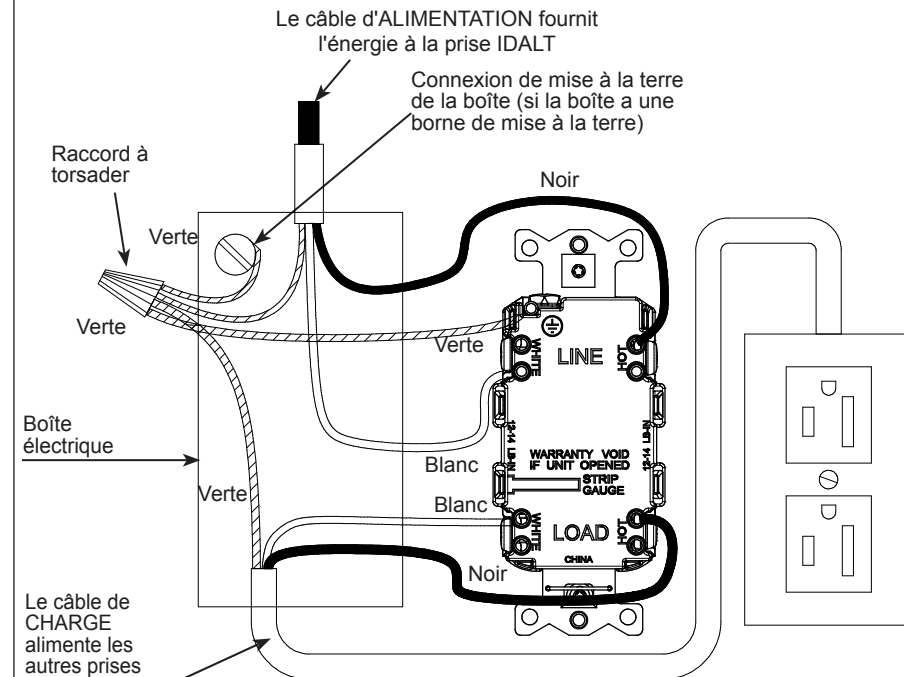 Le câble d'ALIMENTATION fournit
l'énergie à la prise IDALT
Connexion de mise à la terre
de la boîte (si la boîte a une
borne de mise à la terre)
Raccord à
torsader
Noir
Verte
Verte
Verte
WHITE
LINE
HOT
Boîte
électrique
12-14 LB-IN
12-14 LB-IN
WARRANTY VOID
IF UNIT OPENED
Blanc
STRIP
GAUGE
Verte
Blanc
WHITE
LOAD
HOT
CHINA
Noir
Le câble de
CHARGE
alimente les
autres prises